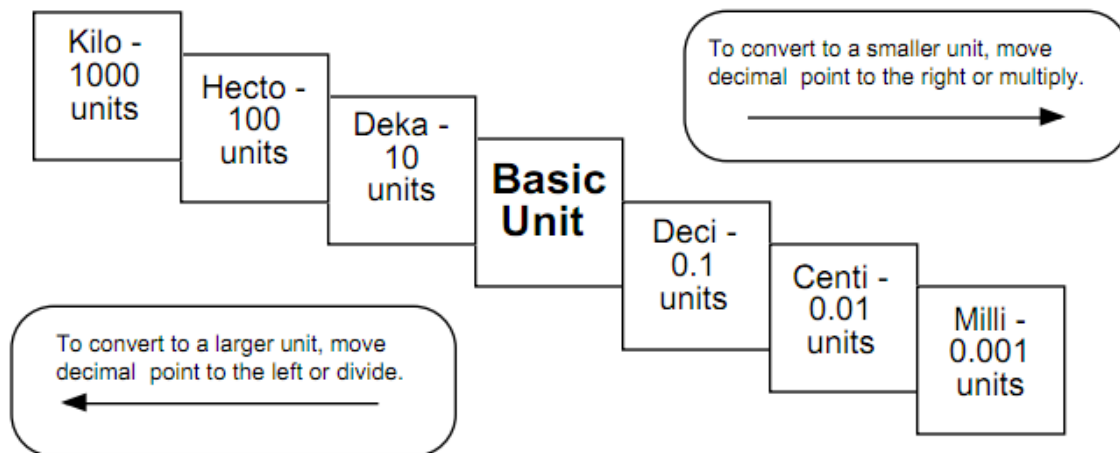 Kilo -
1000
units
Hecto -
100
units
Deka -
10
units
Basic
Unit
Deci -
0.1
units
Centi -
0.01
units
Milli -
0.001
units
To convert to a smaller unit, move
decimal point to the right or multiply.
To convert to a larger unit, move
decimal point to the left or divide.